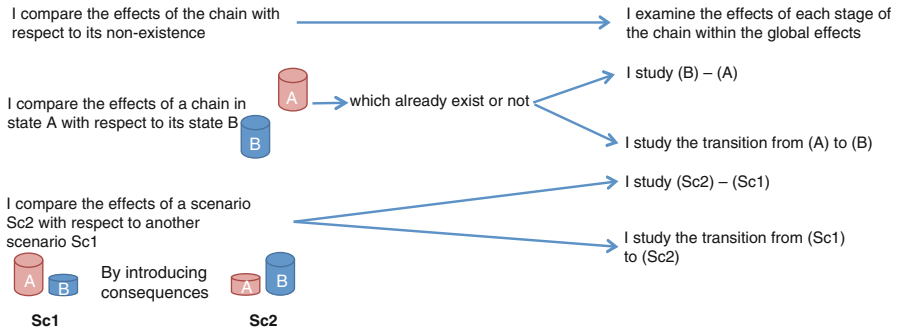 I compare the effects of the chain with
respect to its non-existence
I examine the effects of each stage of
the chain within the global effects
I compare the effects of a chain in
state A with respect to its state B
A
B
which already exist or not
I study (B) – (A)
I study the transition from (A) to (B)
I compare the effects of a scenario
Sc2 with respect to another
scenario Sc1
I study (Sc2) – (Sc1)
I study the transition from (Sc1)
to (Sc2)
A
B
By introducing
consequences
A
B
Sc1
Sc2